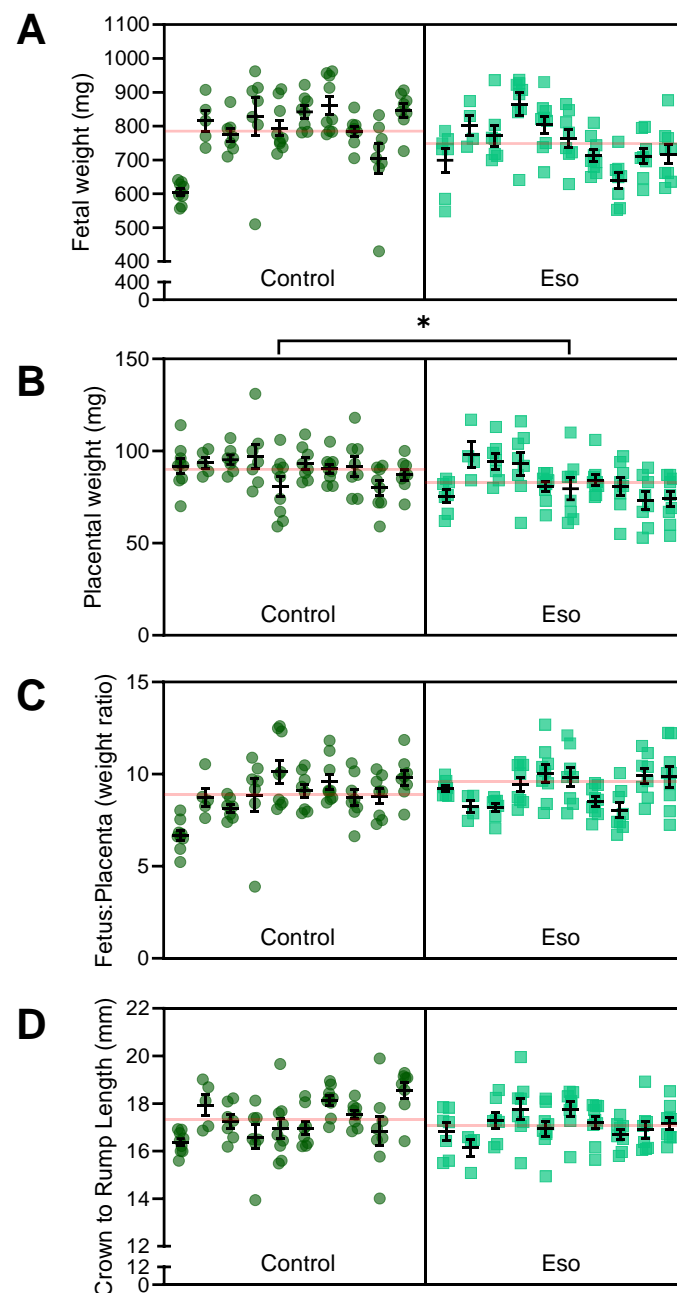 A
Fetal weight (mg)
1100
1000
900
800
700
600
500
400
400
0
Control
Eso
*
B
Placental weight (mg)
150
100
50
0
Control
Eso
C
Fetus:Placenta (weight ratio)
15
10
5
0
Control
Eso
D
Crown to Rump Length (mm)
22
20
18
16
14
12
12
0
Control
Eso